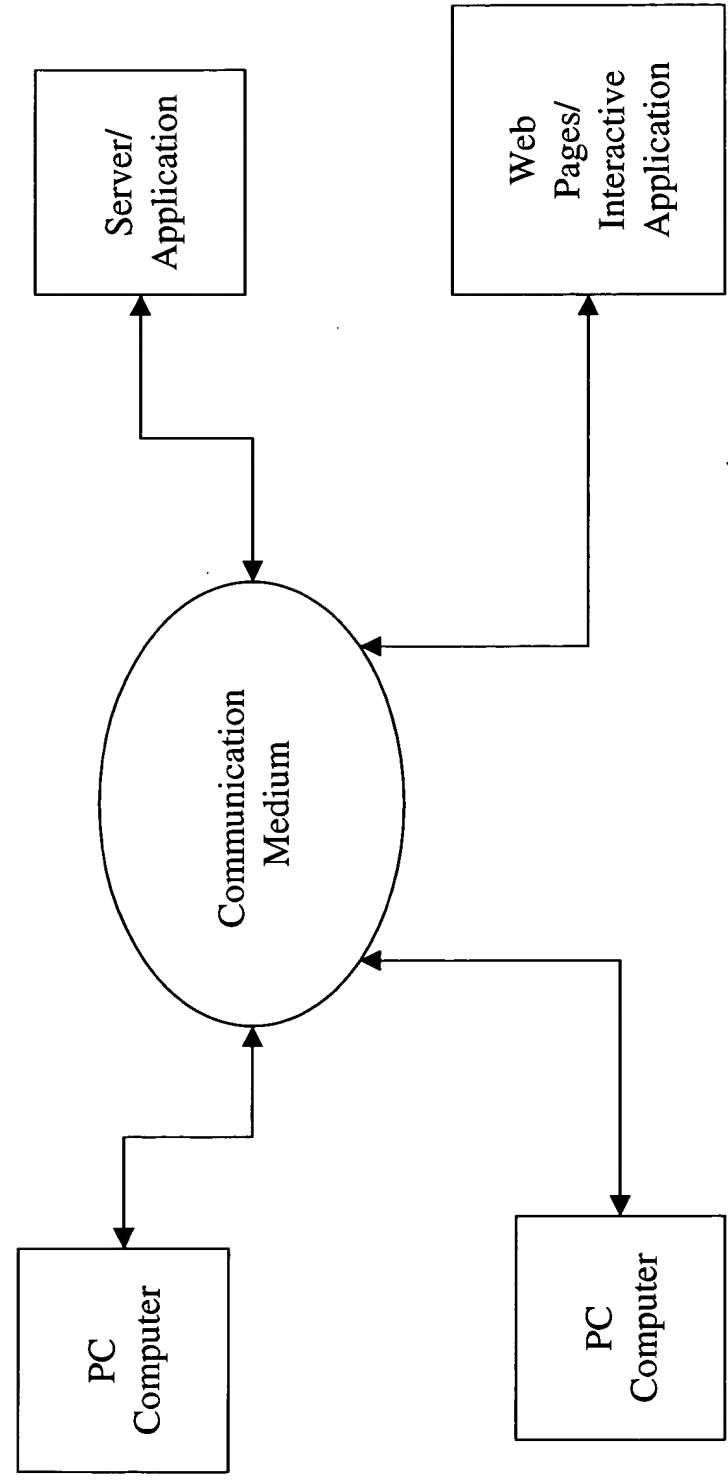 PC
Computer
Server/
Application
Communication
Medium
PC
Computer
Web
Pages/
Interactive
Application